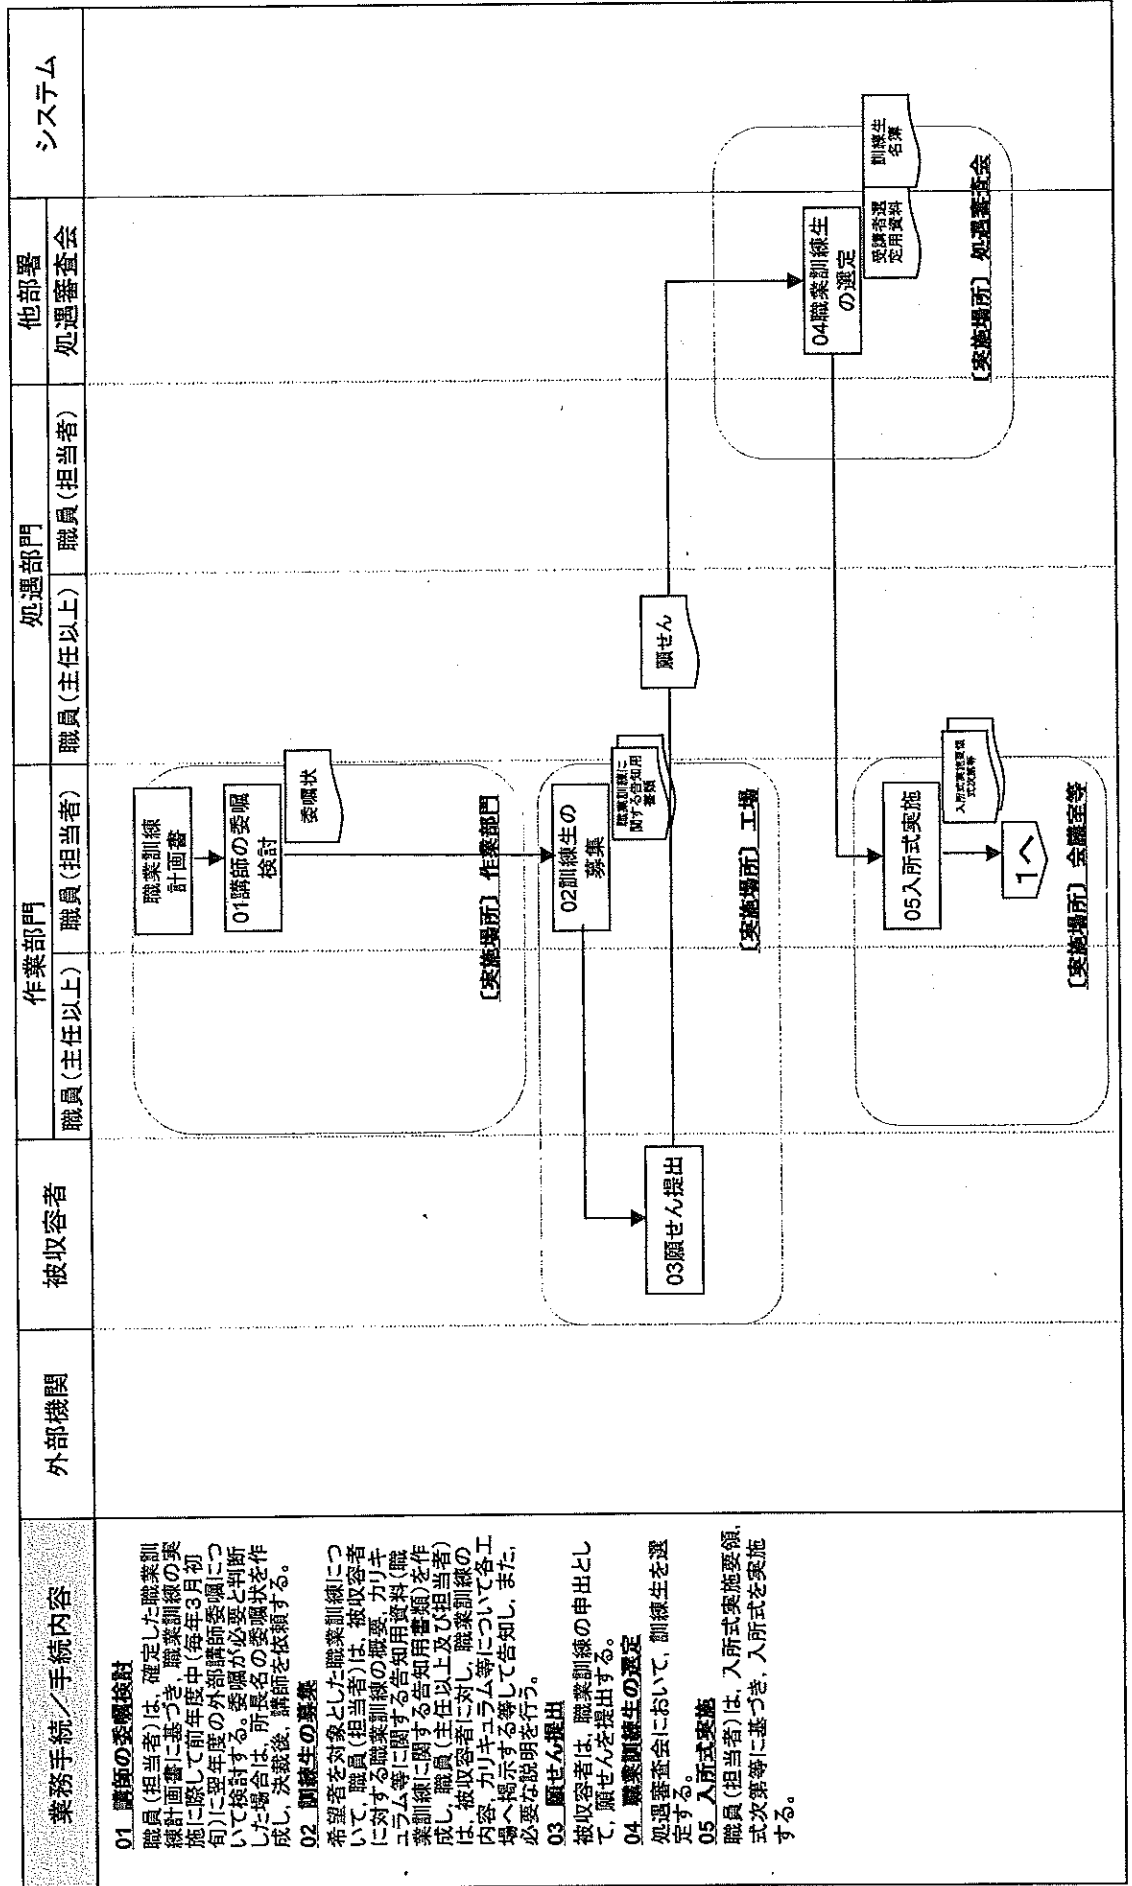 業務手続/手続内容
外部機関
被収容者
作業部門
職員(主任以上)
職員(担当者)
処遇部門
職員(主任以上)
職員(担当者)
他部署
処遇審査会
システム
01 講師の委嘱検討
職員(担当者)は、確定した職業訓
練計画書に基づき、職業訓練の実
施に際して前年度中(毎年3月初
旬)に翌年度の外部講師委嘱につ
いて検討する。委嘱が必要と判断
した場合は、所長名の委嘱状を作
成し、決裁後、講師を依頼する。
02 訓練生の募集
希望者を対象とした職業訓練につ
いて、職員(担当者)は、被収容者
に対する職業訓練の概要、カリキ
ュラム等に関する告知用資料(職
業訓練に関する告知用書類)を作
成し、職員(主任以上及び担当者)
は、被収容者に対し、職業訓練の
内容、カリキュラム等について各工
場へ掲示する等して告知し、また、
必要な説明を行う。
03 願せん提出
被収容者は、職業訓練の申出とし
て、願せんを提出する。
04 職業訓練生の選定
処遇審査会において、訓練生を選
定する。
05 入所式実施
職員(担当者)は、入所式実施要領、
式次第等に基づき、入所式を実施
する。
職業訓練
計画書
01講師の委嘱
検討
委嘱状
〔実施場所〕 作業部門
02訓練生の
募集
職業訓練に
関する告知用
書類
03願せん提出
願せん
〔実施場所〕 工場
04職業訓練生
の選定
受講者選
定用資料
訓練生
名簿
〔実施場所〕 処遇審査会
05入所式実施
入所式実施要領
式次第等
1へ
〔実施場所〕 会議室等